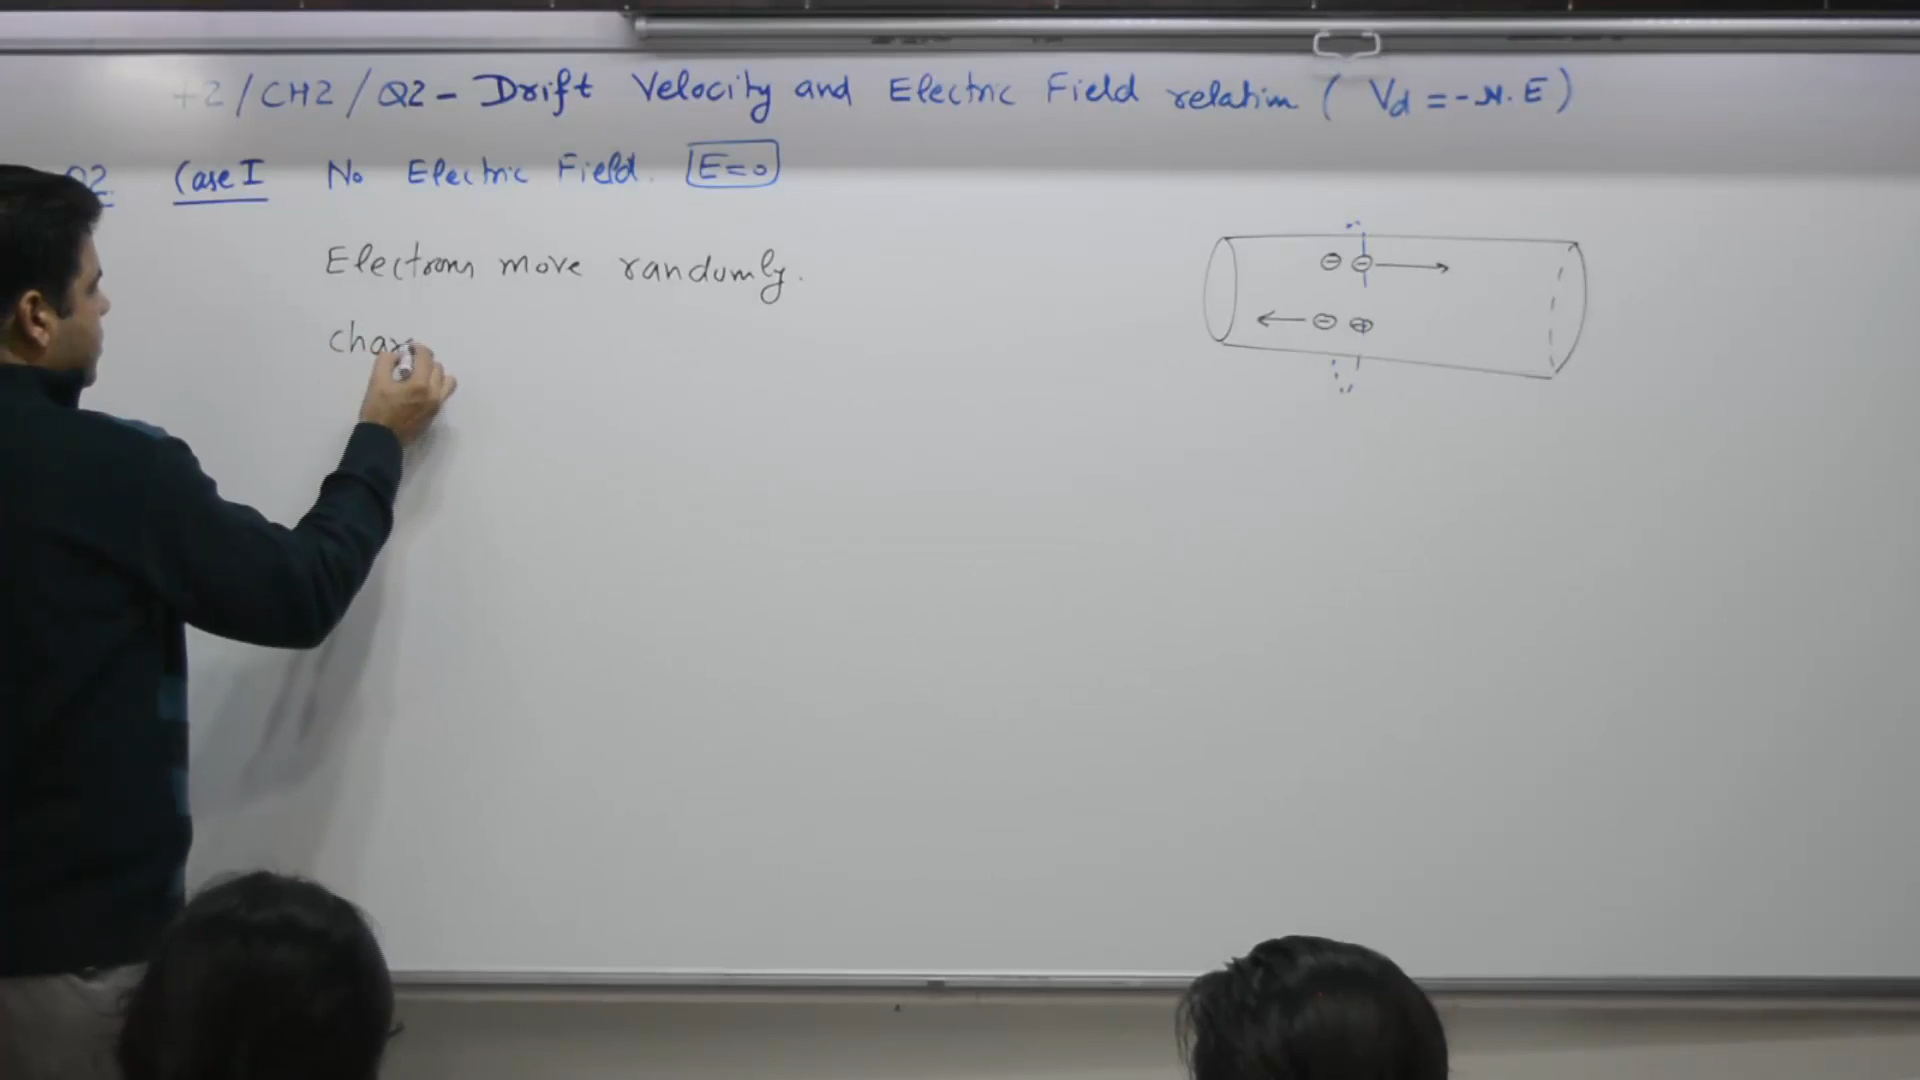 +2/CH2/Q2- Drift Velocity and Electric Field relation ( Vd = -μ. E )
Q2. Case I No Electric Field. E=0
Electrons move randomly.
char